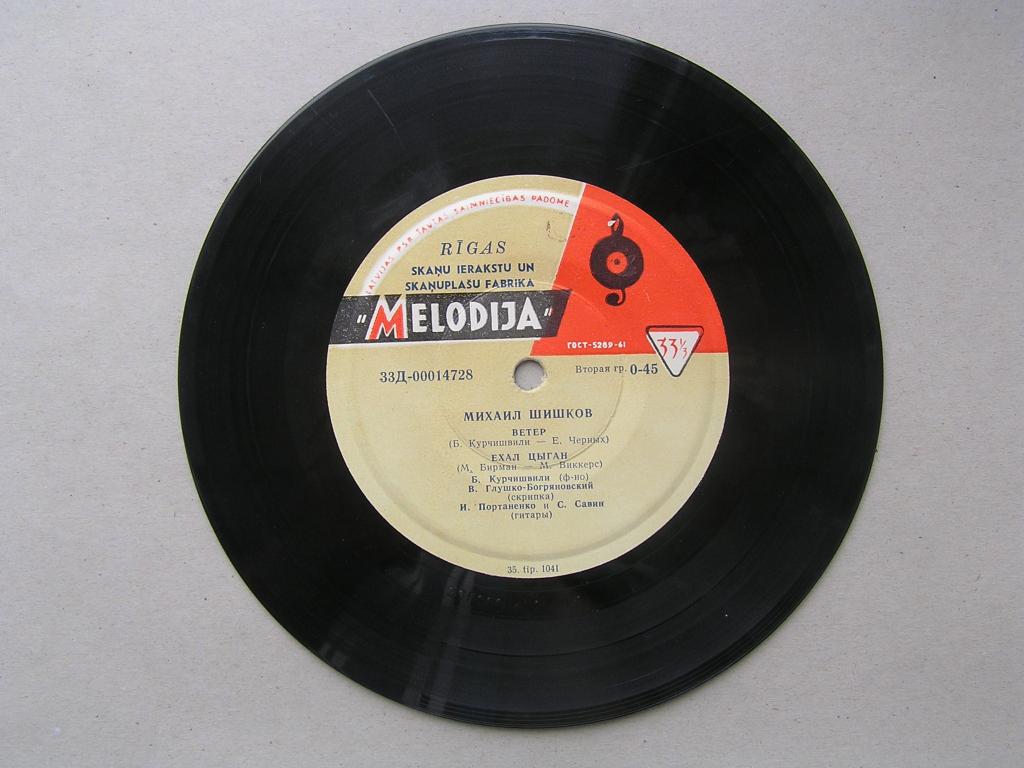 LATVIJAS PSR TAUTAS SAIMNIECĪBAS PADOME
RĪGAS
SKAŅU IERAKSTU UN
SKAŅUPLAŠU FABRIKA
"MELODIJA"
ГОСТ-5289-61
33⅓
33Д-00014728
Вторая гр. 0-45
МИХАИЛ ШИШКОВ
ВЕТЕР
(Б. Курчишвили — Е. Черных)
ЕХАЛ ЦЫГАН
(М. Бирман — М. Виккерс)
Б. Курчишвили (ф-но)
В. Глушко-Богряновский
(скрипка)
И. Портаненко и С. Савин
(гитары)
35. tip. 1041